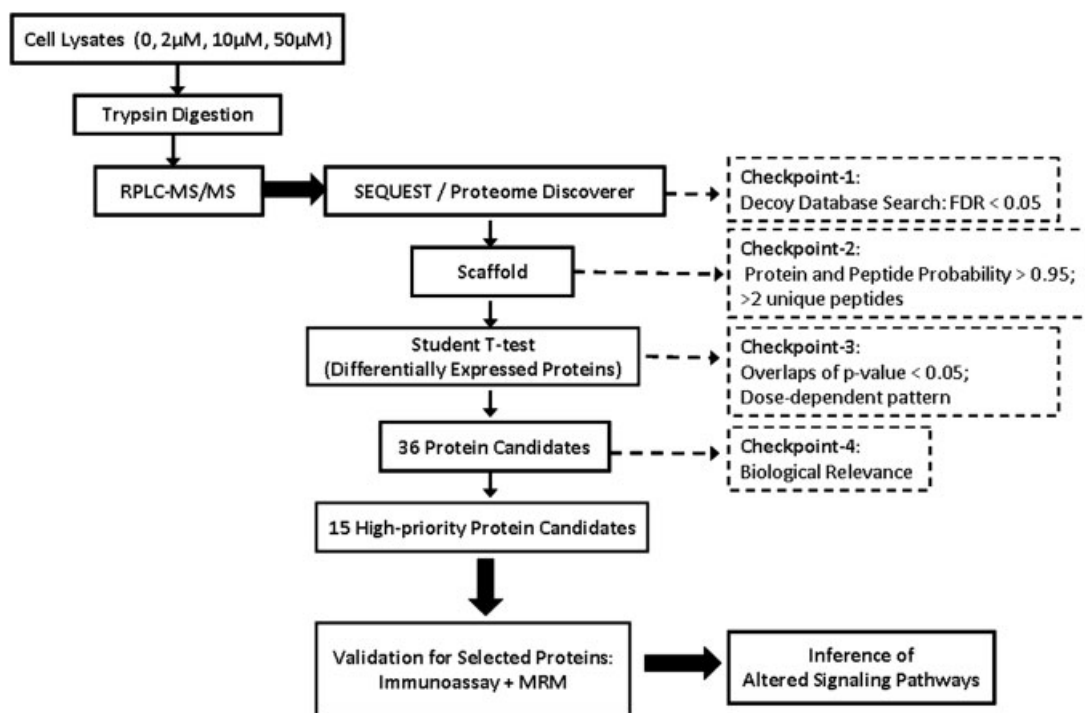 Cell Lysates (0, 2µM, 10µM, 50µM)
Trypsin Digestion
RPLC-MS/MS
SEQUEST / Proteome Discoverer
Checkpoint-1:
Decoy Database Search: FDR < 0.05
Scaffold
Checkpoint-2:
Protein and Peptide Probability > 0.95;
>2 unique peptides
Student T-test
(Differentially Expressed Proteins)
Checkpoint-3:
Overlaps of p-value < 0.05;
Dose-dependent pattern
36 Protein Candidates
Checkpoint-4:
Biological Relevance
15 High-priority Protein Candidates
Validation for Selected Proteins:
Immunoassay + MRM
Inference of
Altered Signaling Pathways